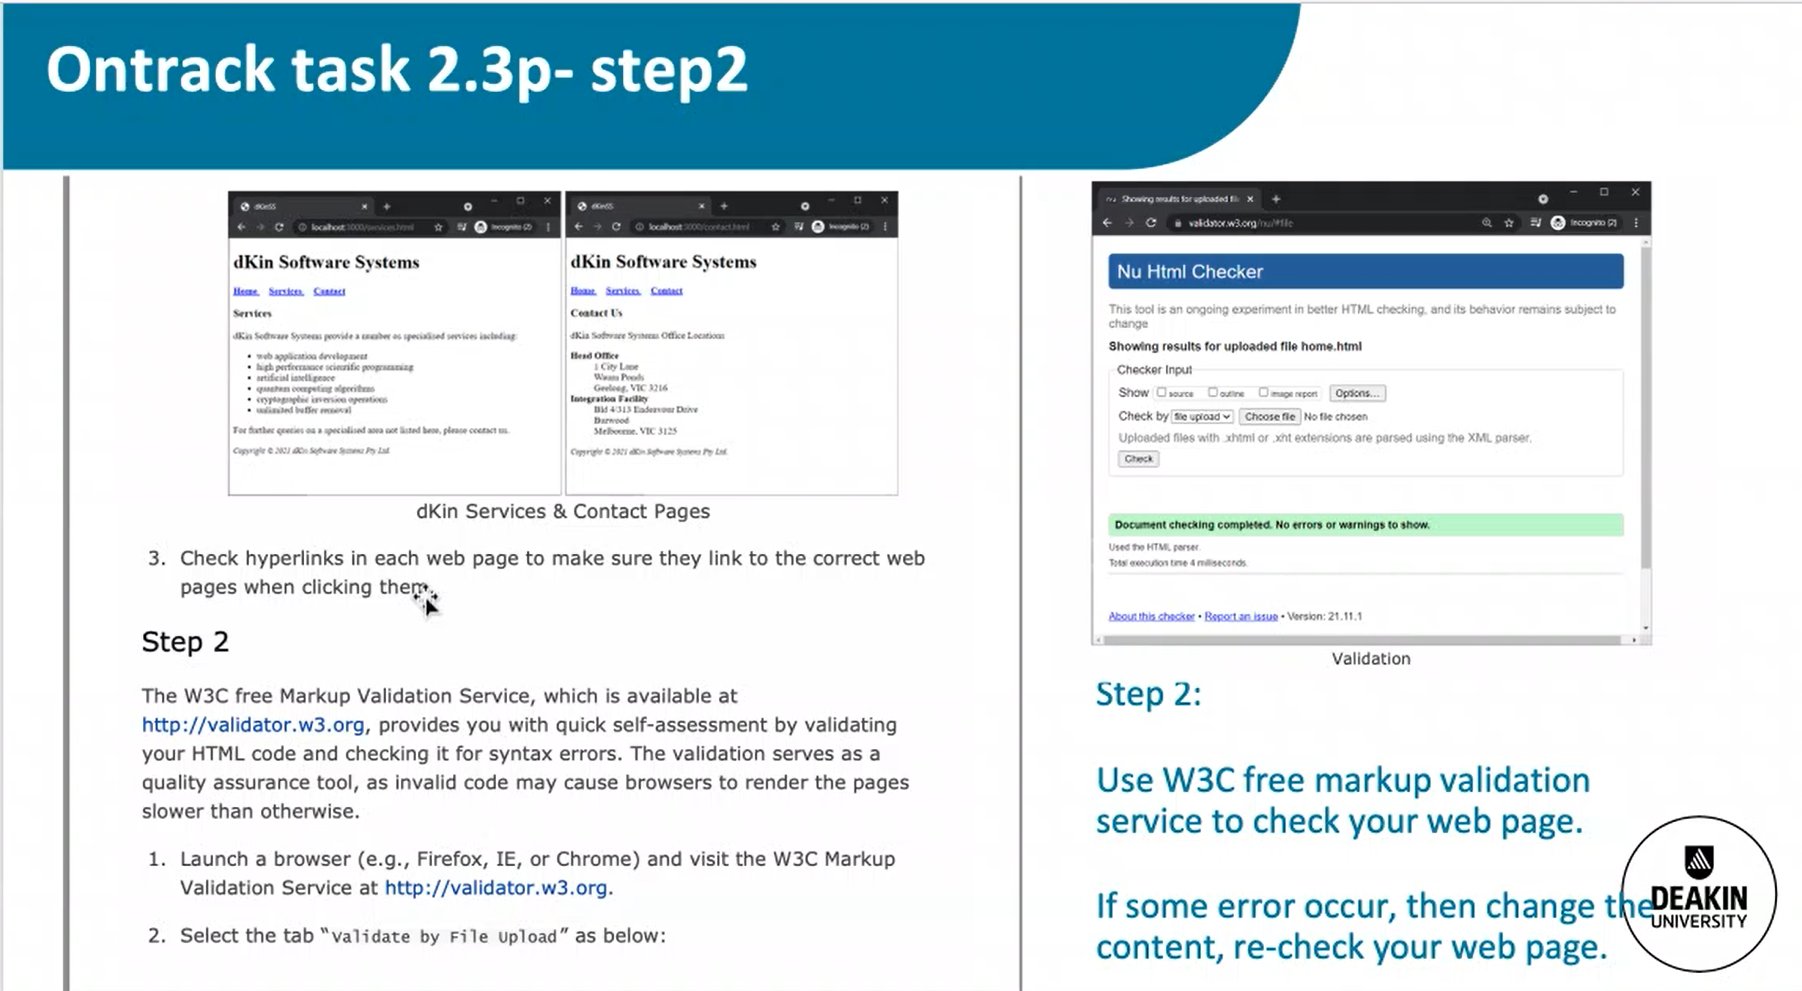 Ontrack task 2.3p- step2
dKinSS
localhost:3000/services.html
Incognito (2)
dKin Software Systems
Home Services Contact
Services
dKin Software Systems provide a number os specialised services including:
web application development
high performance scientific programming
artificial intelligence
quantum computing algorithms
cryptographic inversion operations
unlimited buffer removal
For further queries on a specialised area not listed here, please contact us.
Copyright © 2021 dKin Software Systems Pty Ltd.
dKinSS
localhost:3000/contact.html
Incognito (2)
dKin Software Systems
Home Services Contact
Contact Us
dKin Software Systems Office Locations
Head Office
1 City Lane
Waurn Ponds
Geelong, VIC 3216
Integration Facility
Bld 4/313 Endeavour Drive
Burwood
Melbourne, VIC 3125
Copyright © 2021 dKin Software Systems Pty Ltd.
dKin Services & Contact Pages
3. Check hyperlinks in each web page to make sure they link to the correct web
pages when clicking them.
Step 2
The W3C free Markup Validation Service, which is available at
http://validator.w3.org, provides you with quick self-assessment by validating
your HTML code and checking it for syntax errors. The validation serves as a
quality assurance tool, as invalid code may cause browsers to render the pages
slower than otherwise.
1. Launch a browser (e.g., Firefox, IE, or Chrome) and visit the W3C Markup
Validation Service at http://validator.w3.org.
2. Select the tab “Validate by File Upload” as below:
Showing results for uploaded fil
validator.w3.org/nu/#file
Incognito (2)
Nu Html Checker
This tool is an ongoing experiment in better HTML checking, and its behavior remains subject to
change
Showing results for uploaded file home.html
Checker Input
Show source outline image report Options...
Check by file upload Choose file No file chosen
Uploaded files with .xhtml or .xht extensions are parsed using the XML parser.
Check
Document checking completed. No errors or warnings to show.
Used the HTML parser.
Total execution time 4 milliseconds.
About this checker • Report an issue • Version: 21.11.1
Validation
Step 2:
Use W3C free markup validation
service to check your web page.
If some error occur, then change the
content, re-check your web page.
DEAKIN
UNIVERSITY